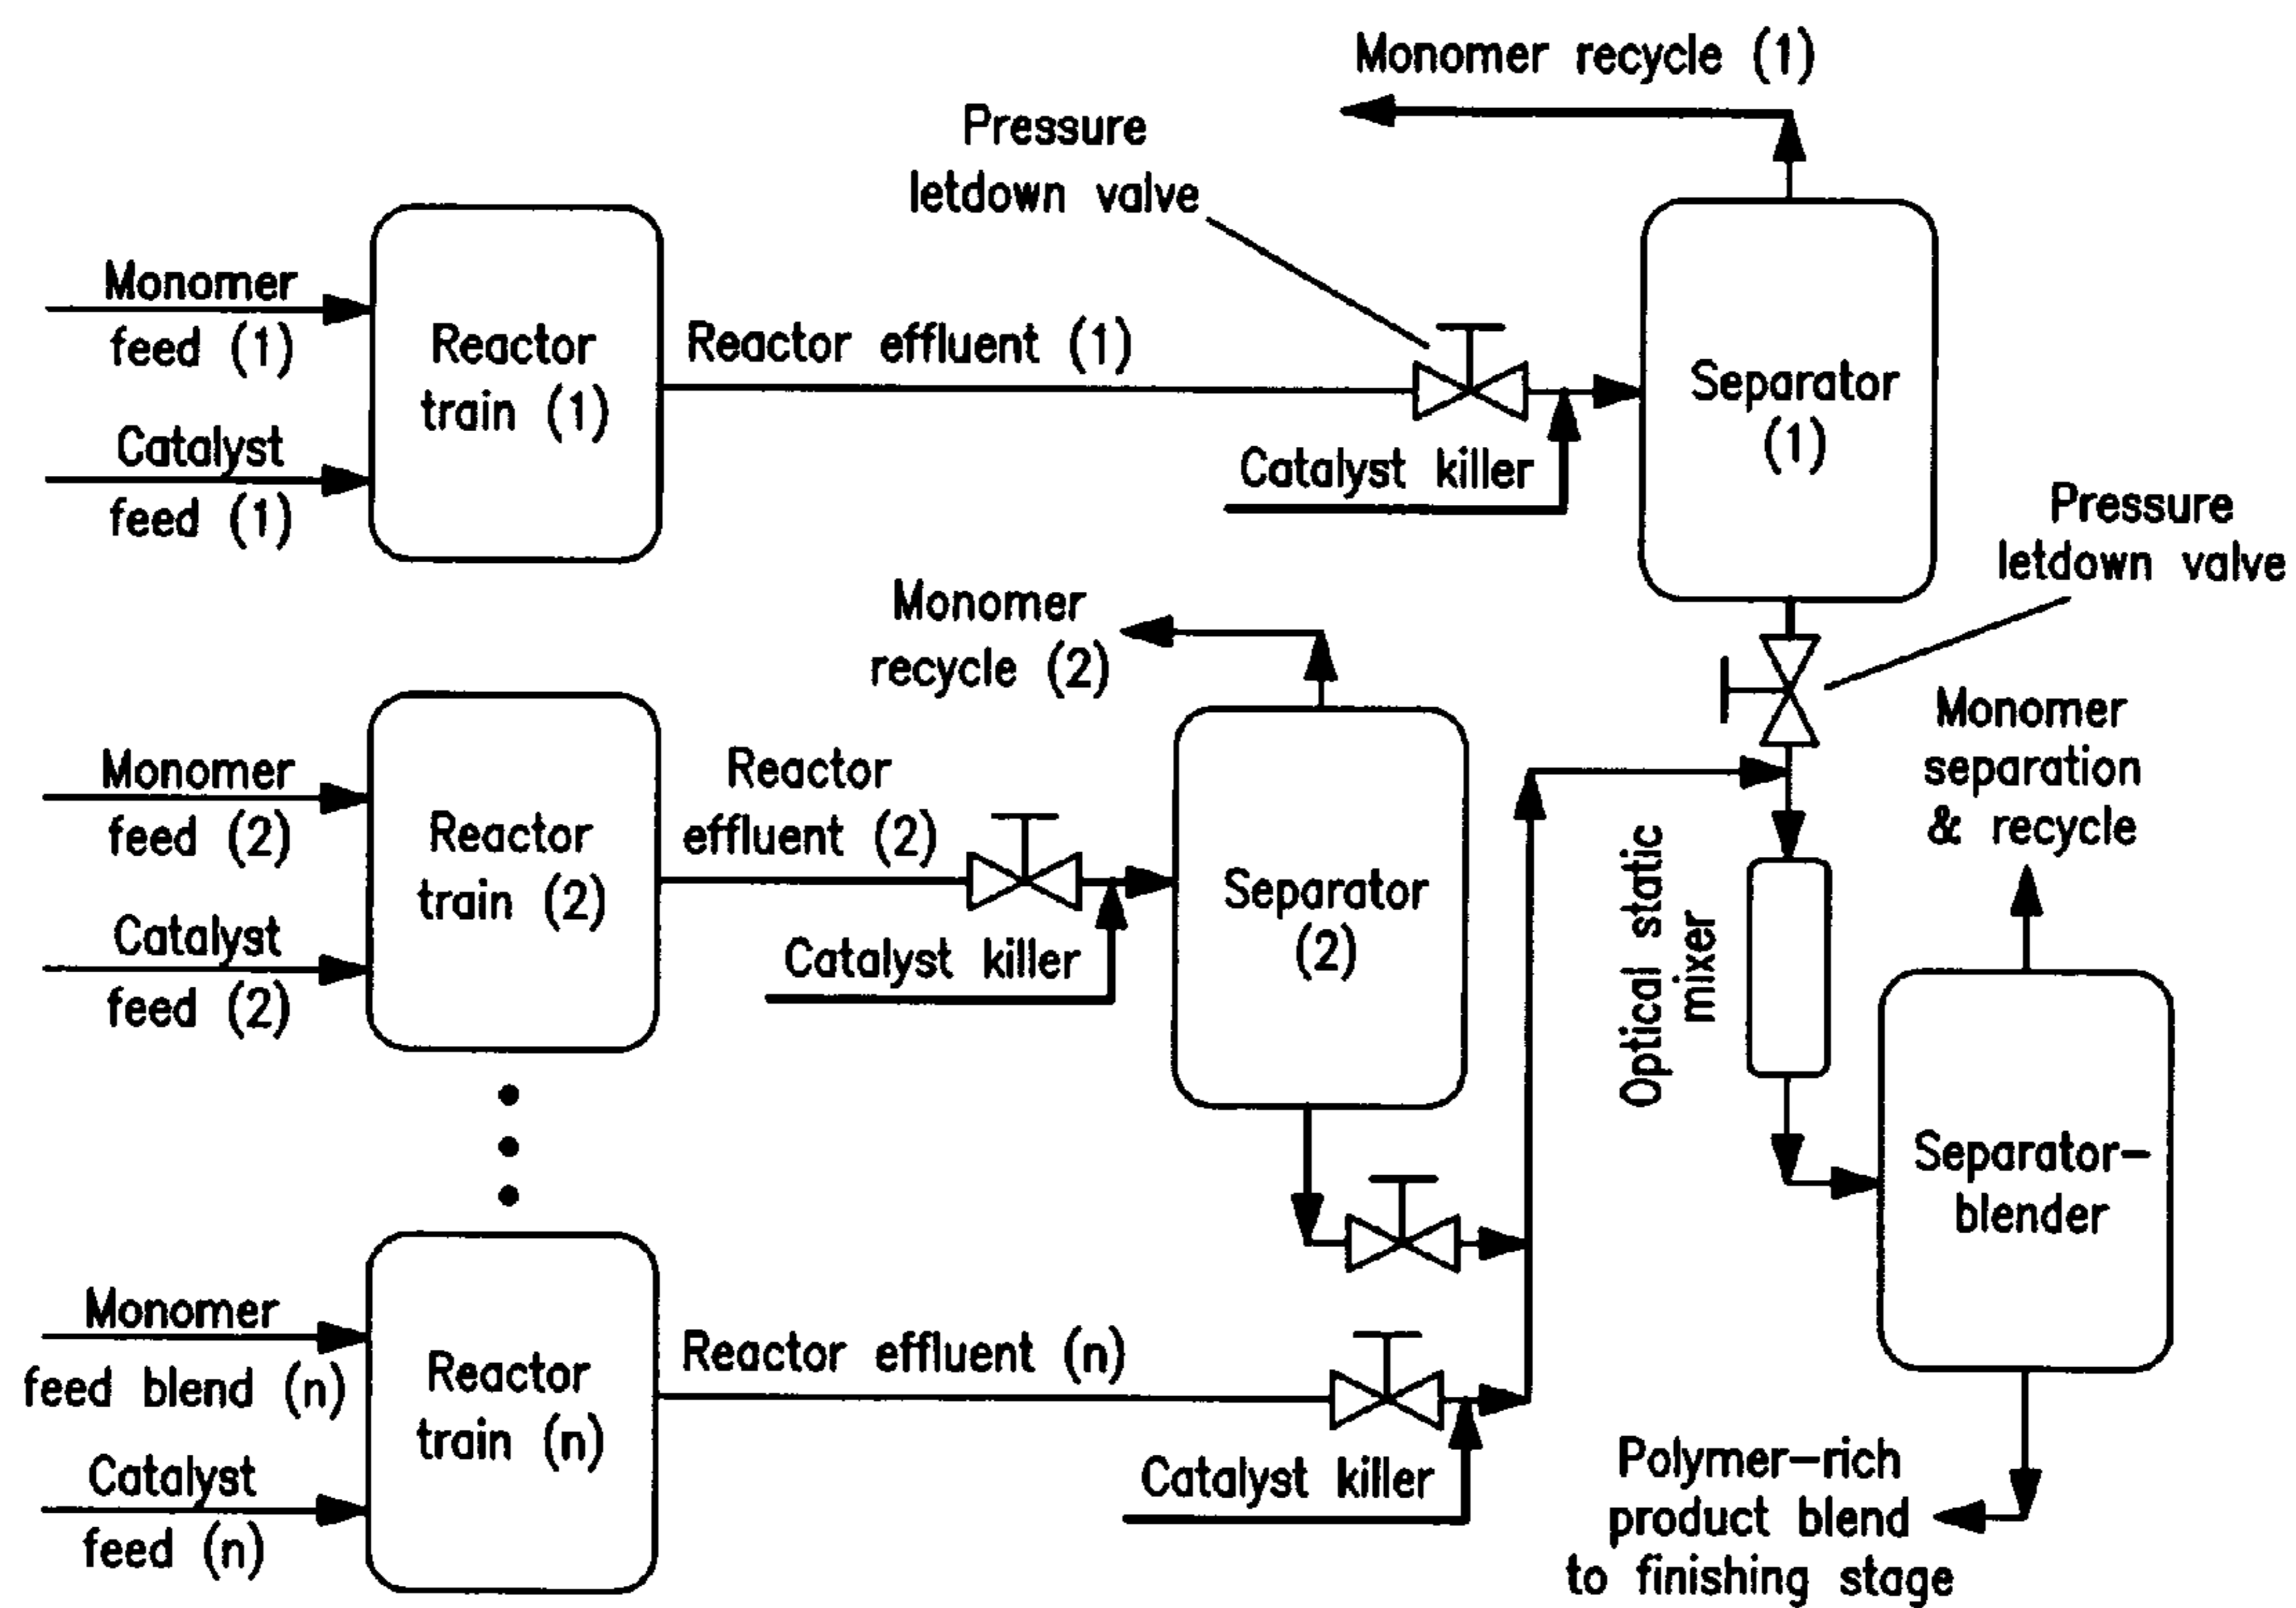 Monomer recycle (1)
Pressure
letdown valve
Monomer
feed (1)
Catalyst
feed (1)
Reactor
train (1)
Reactor effluent (1)
Catalyst killer
Separator
(1)
Pressure
letdown valve
Monomer
recycle (2)
Monomer
feed (2)
Catalyst
feed (2)
Reactor
train (2)
Reactor
effluent (2)
Catalyst killer
Separator
(2)
Optical static
mixer
Monomer
separation
& recycle
Separator-
blender
Monomer
feed blend (n)
Catalyst
feed (n)
Reactor
train (n)
Reactor effluent (n)
Catalyst killer
Polymer-rich
product blend
to finishing stage